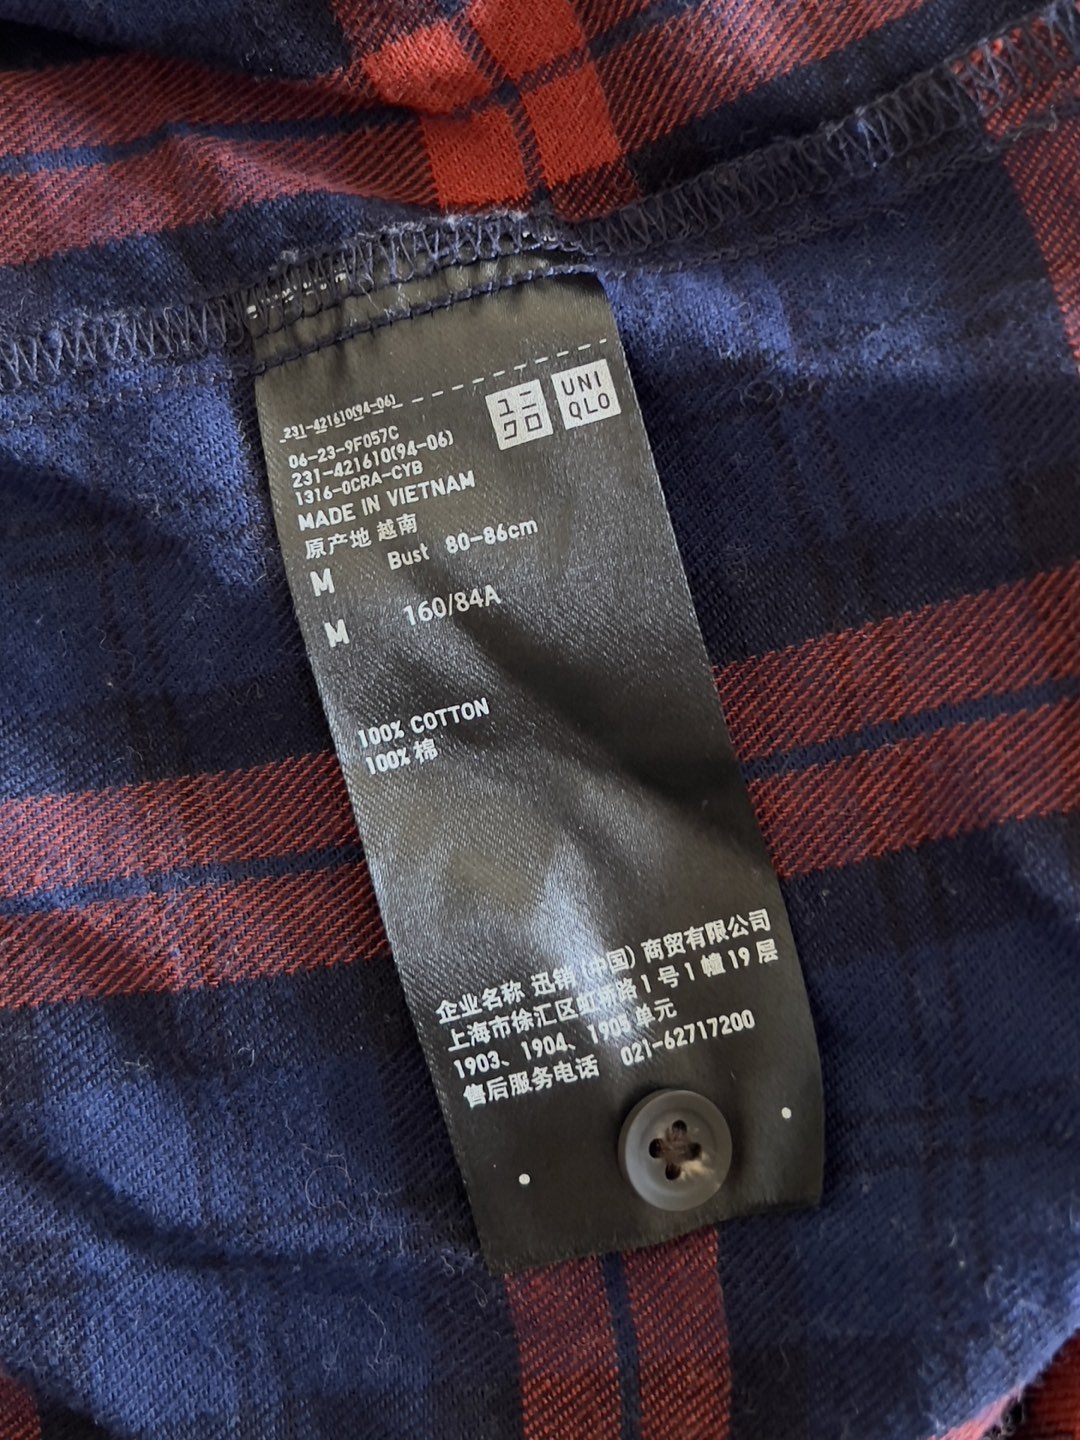 231-421610(94-06)
ユニ
クロ
UNI
QLO
06-23-9F057C
231-421610(94-06)
1316-0CRA-CYB
MADE IN VIETNAM
原产地 越南
M Bust 80-86cm
M 160/84A
100% COTTON
100% 棉
企业名称 迅销 (中国) 商贸有限公司
上海市徐汇区虹桥路1号1幢19层
1903、1904、1905单元
售后服务电话 021-62717200